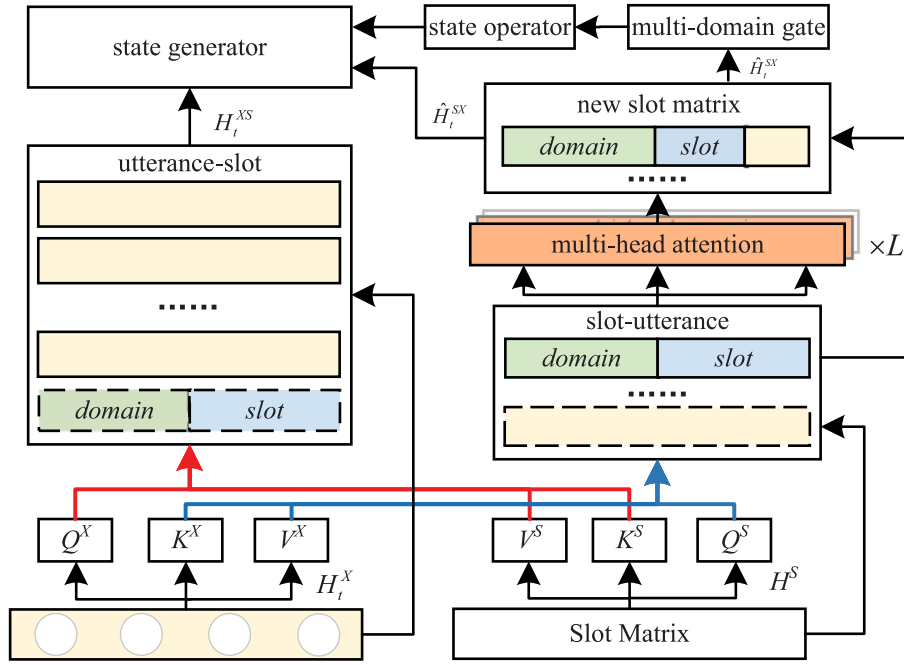 state generator
state operator
multi-domain gate
Ĥ_t^{SX}
H_t^{XS}
Ĥ_t^{SX}
new slot matrix
domain slot
......
utterance-slot
......
domain slot
multi-head attention
×L
slot-utterance
domain slot
......
Q^X K^X V^X
V^S K^S Q^S
H_t^X
H^S
Slot Matrix